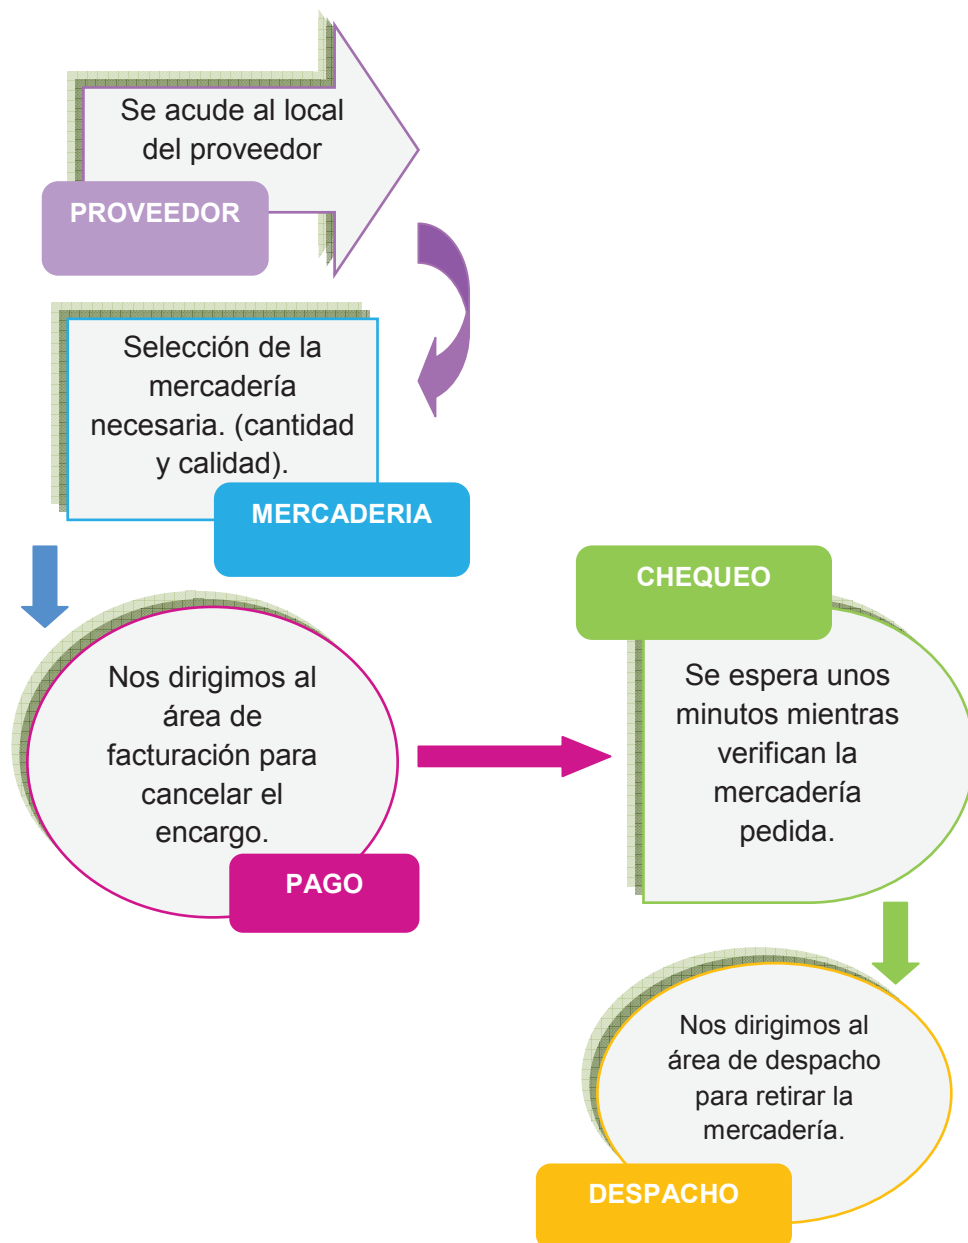 Se acude al local
del proveedor
PROVEEDOR
Selección de la
mercadería
necesaria. (cantidad
y calidad).
MERCADERIA
Nos dirigimos al
área de
facturación para
cancelar el
encargo.
PAGO
CHEQUEO
Se espera unos
minutos mientras
verifican la
mercadería
pedida.
Nos dirigimos al
área de despacho
para retirar la
mercadería.
DESPACHO